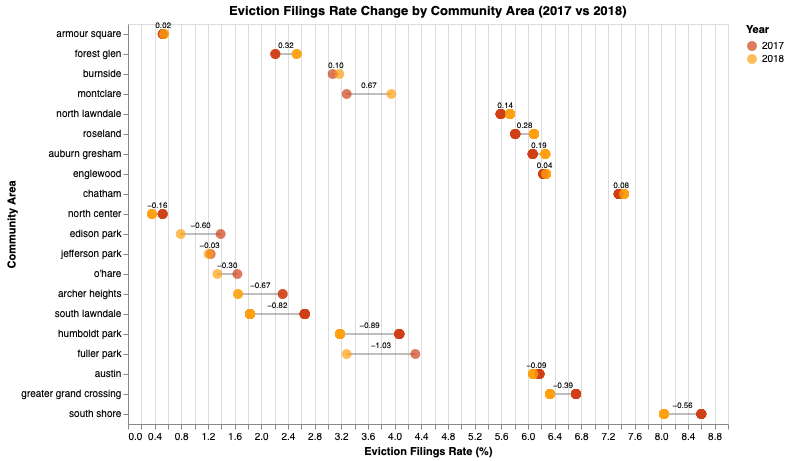 Eviction Filings Rate Change by Community Area (2017 vs 2018)
Year
2017
2018
Community Area
armour square 0.02
forest glen 0.32
burnside 0.10
montclare 0.67
north lawndale 0.14
roseland 0.28
auburn gresham 0.19
englewood 0.04
chatham 0.08
north center −0.16
edison park −0.60
jefferson park −0.03
o'hare −0.30
archer heights −0.67
south lawndale −0.82
humboldt park −0.89
fuller park −1.03
austin −0.09
greater grand crossing −0.39
south shore −0.56
0.0 0.4 0.8 1.2 1.6 2.0 2.4 2.8 3.2 3.6 4.0 4.4 4.8 5.2 5.6 6.0 6.4 6.8 7.2 7.6 8.0 8.4 8.8
Eviction Filings Rate (%)